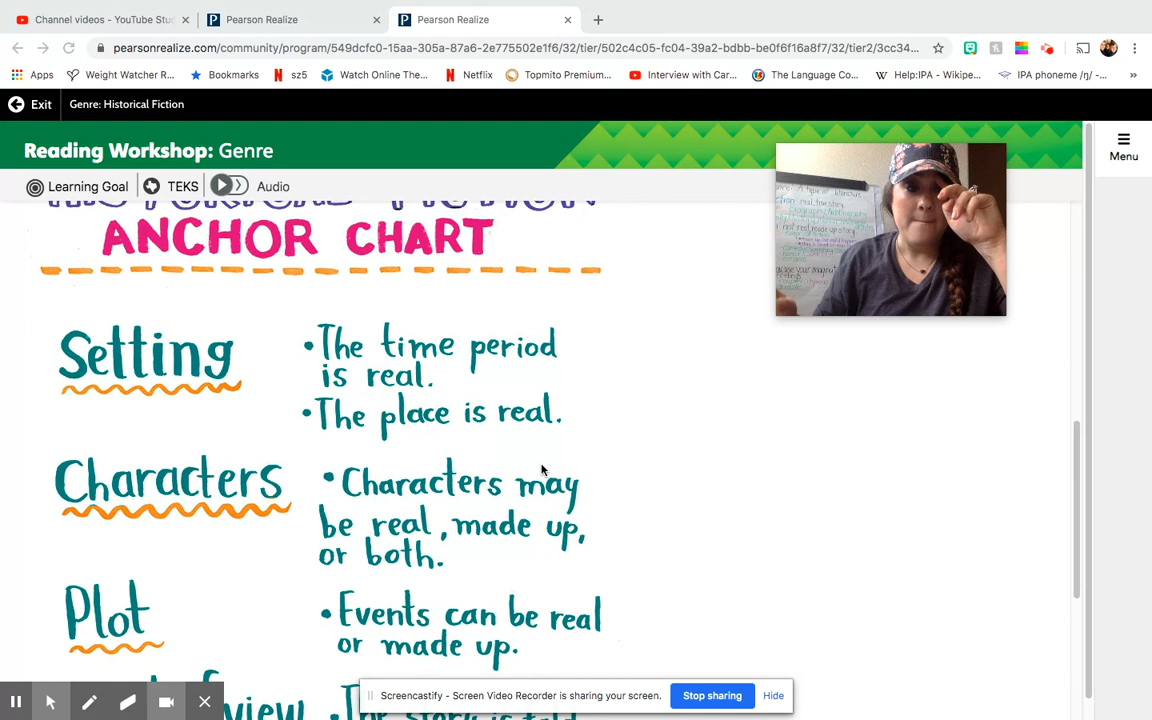 Channel videos - YouTube Stu
Pearson Realize
Pearson Realize
pearsonrealize.com/community/program/549dcfc0-15aa-305a-87a6-2e775502e1f6/32/tier/502c4c05-fc04-39a2-bdbb-be0f6f16a8f7/32/tier2/3cc34...
Apps Weight Watcher R... Bookmarks sz5 Watch Online The... Netflix Topmito Premium... Interview with Car... The Language Co... Help:IPA - Wikipe... IPA phoneme /ŋ/ -... »
Exit Genre: Historical Fiction
Reading Workshop: Genre
Menu
Learning Goal TEKS Audio
ANCHOR CHART
Setting
• The time period
is real.
• The place is real.
Characters
• Characters may
be real, made up,
or both.
Plot
• Events can be real
or made up.
• The story is told
Screencastify - Screen Video Recorder is sharing your screen. Stop sharing Hide